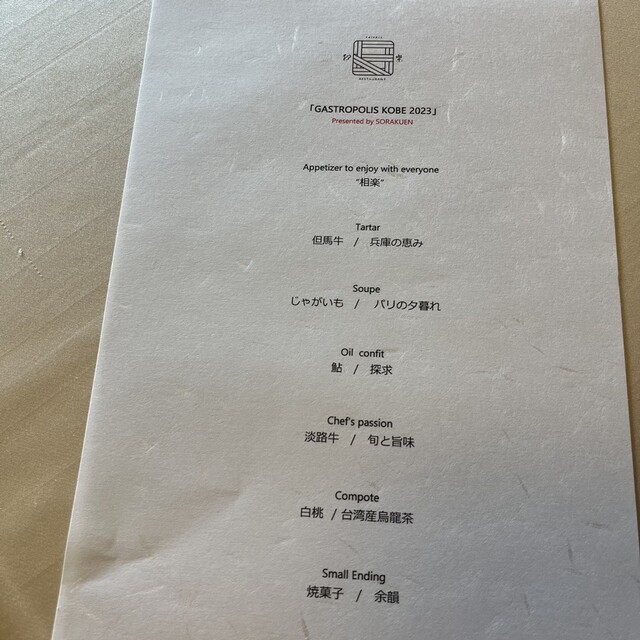 相 楽
RESTAURANT
「GASTROPOLIS KOBE 2023」
Presented by SORAKUEN
Appetizer to enjoy with everyone
"相楽"
Tartar
但馬牛 / 兵庫の恵み
Soupe
じゃがいも / パリの夕暮れ
Oil confit
鮎 / 探求
Chef's passion
淡路牛 / 旬と旨味
Compote
白桃 / 台湾産烏龍茶
Small Ending
焼菓子 / 余韻